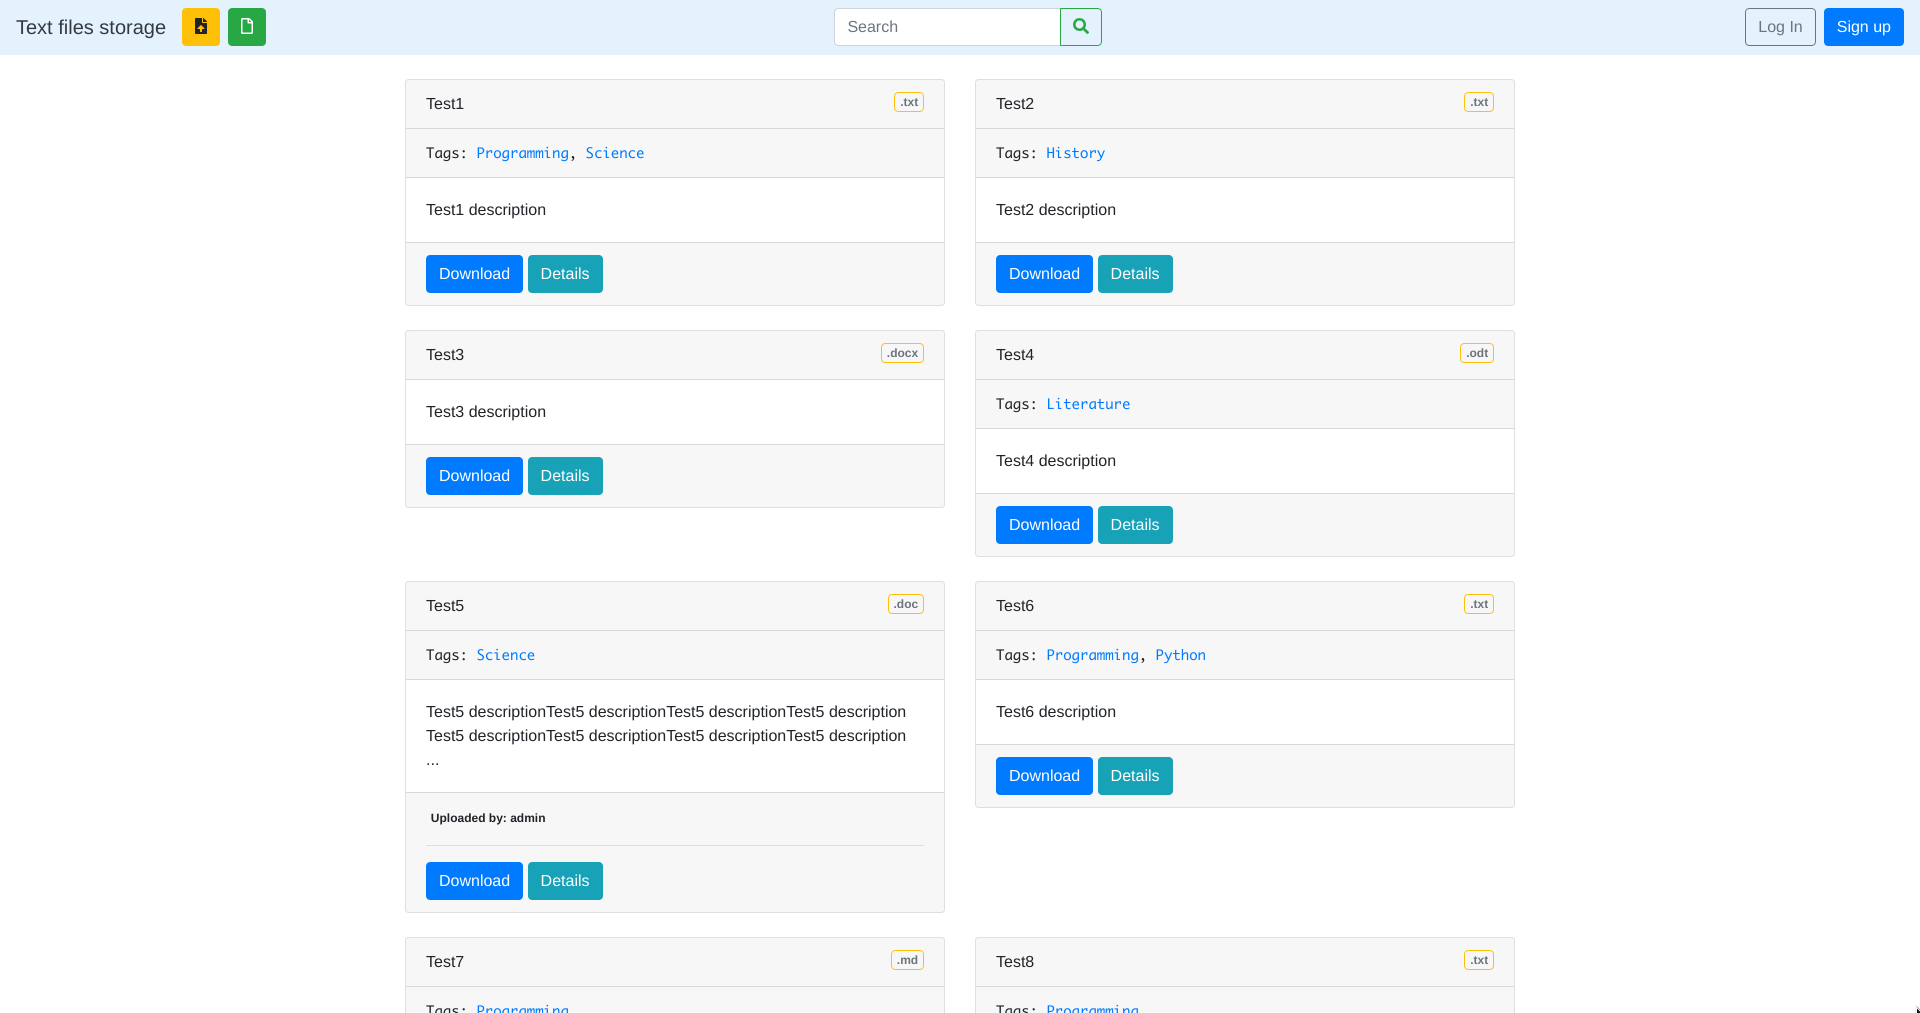 Text files storage
Search
Log In
Sign up
Test1 .txt
Tags: Programming, Science
Test1 description
Download Details
Test2 .txt
Tags: History
Test2 description
Download Details
Test3 .docx
Test3 description
Download Details
Test4 .odt
Tags: Literature
Test4 description
Download Details
Test5 .doc
Tags: Science
Test5 descriptionTest5 descriptionTest5 descriptionTest5 description
Test5 descriptionTest5 descriptionTest5 descriptionTest5 description
...
Uploaded by: admin
Download Details
Test6 .txt
Tags: Programming, Python
Test6 description
Download Details
Test7 .md
Tags: Programming
Test8 .txt
Tags: Programming